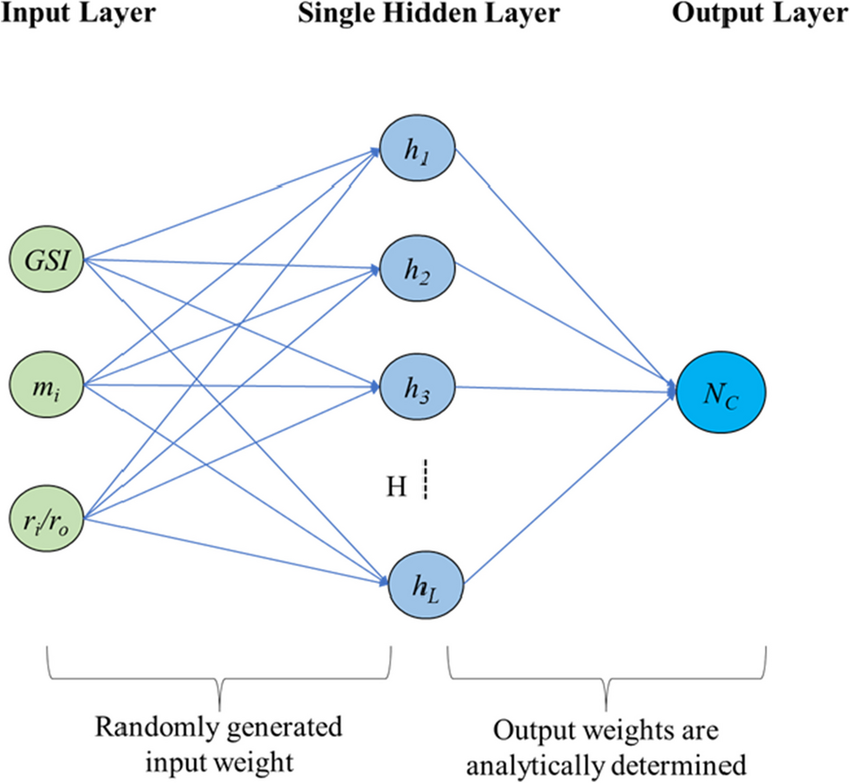 Input Layer
Single Hidden Layer
Output Layer
h1
GSI
h2
mi
h3
NC
H
ri/ro
hL
Randomly generated
input weight
Output weights are
analytically determined